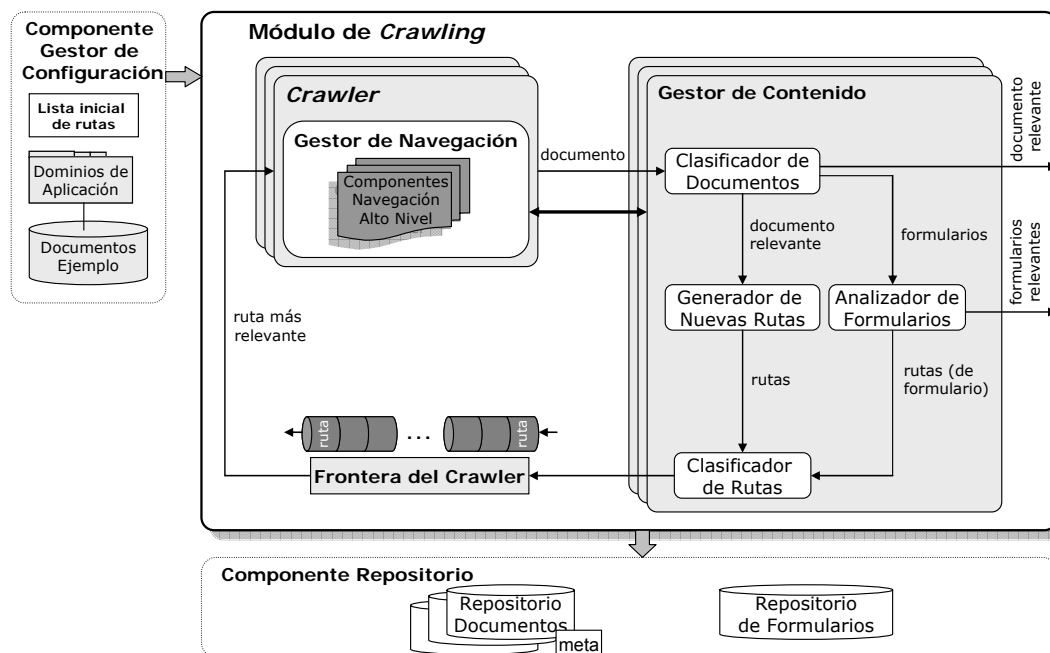 Componente
Gestor de
Configuración
Lista inicial
de rutas
Dominios de
Aplicación
Documentos
Ejemplo
Módulo de Crawling
Crawler
Gestor de Navegación
Componentes
Navegación
Alto Nivel
documento
Gestor de Contenido
Clasificador de
Documentos
documento
relevante
documento
relevante
formularios
formularios
relevantes
Generador de
Nuevas Rutas
Analizador de
Formularios
ruta más
relevante
rutas
rutas (de
formulario)
ruta
...
ruta
Frontera del Crawler
Clasificador
de Rutas
Componente Repositorio
Repositorio
Documentos
meta
Repositorio
de Formularios